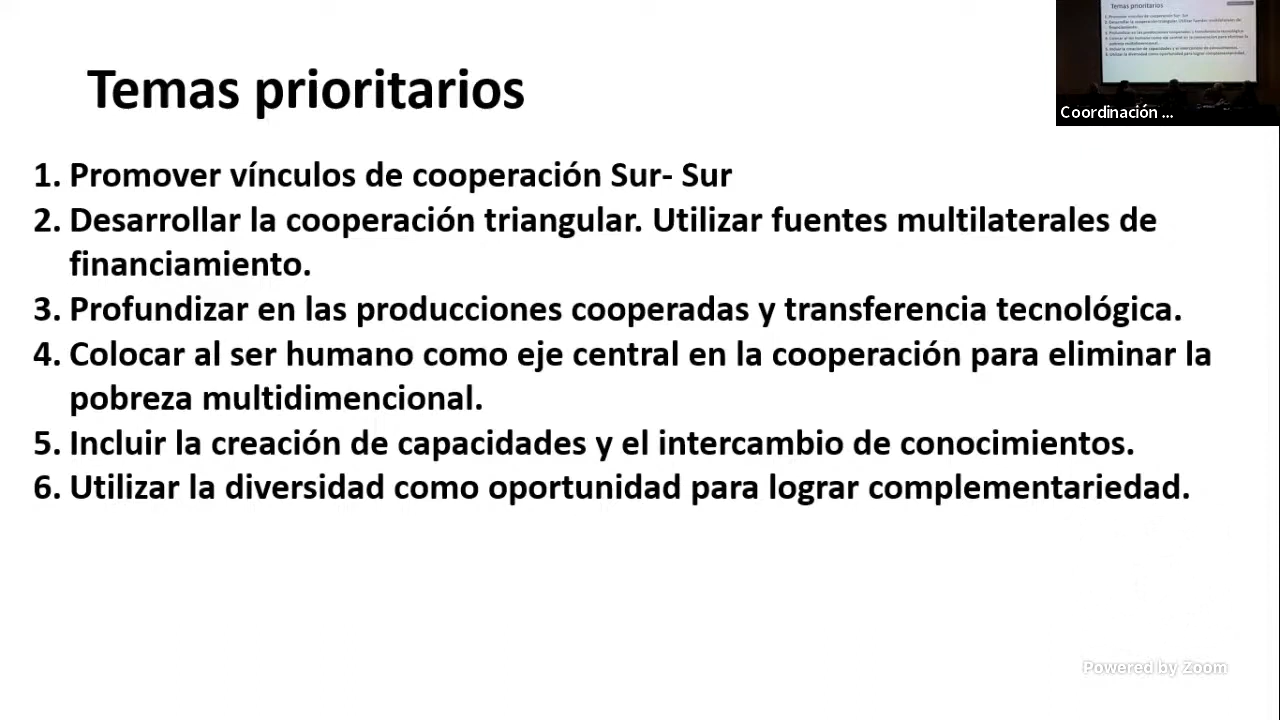 Temas prioritarios
Coordinación ...
1. Promover vínculos de cooperación Sur- Sur
2. Desarrollar la cooperación triangular. Utilizar fuentes multilaterales de
financiamiento.
3. Profundizar en las producciones cooperadas y transferencia tecnológica.
4. Colocar al ser humano como eje central en la cooperación para eliminar la
pobreza multidimencional.
5. Incluir la creación de capacidades y el intercambio de conocimientos.
6. Utilizar la diversidad como oportunidad para lograr complementariedad.
Powered by Zoom